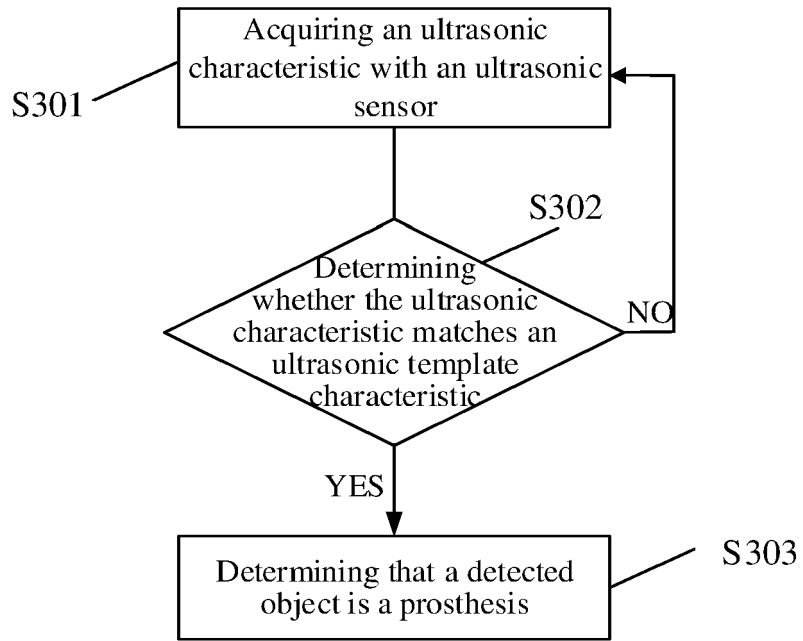 Acquiring an ultrasonic
characteristic with an ultrasonic
sensor
S301
S302
Determining
whether the ultrasonic
characteristic matches an
ultrasonic template
characteristic
NO
YES
S303
Determining that a detected
object is a prosthesis